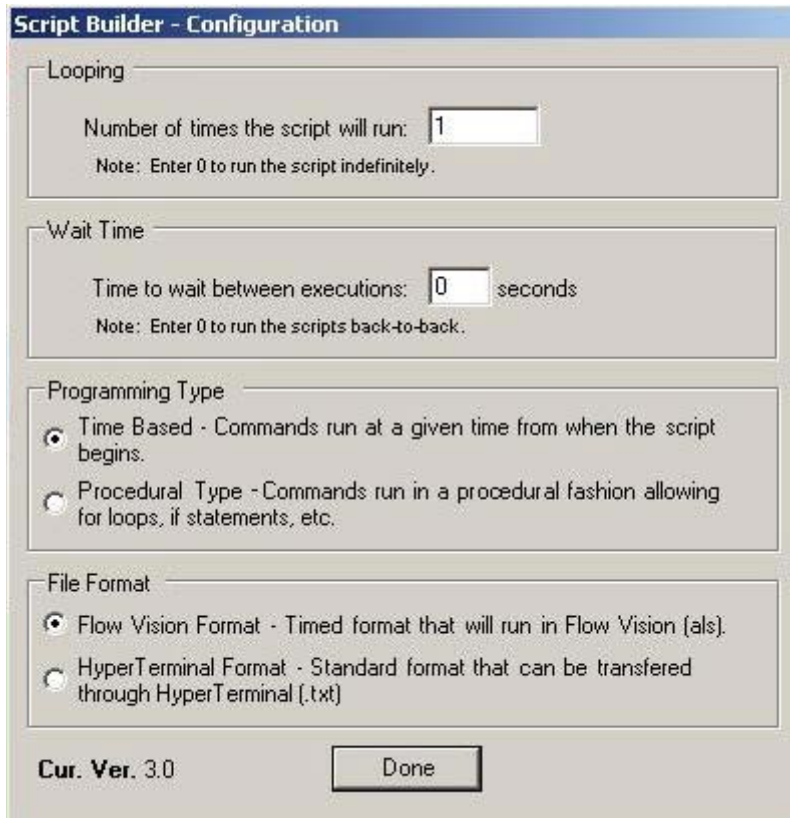 Script Builder - Configuration
Looping
Number of times the script will run: 1
Note: Enter 0 to run the script indefinitely.
Wait Time
Time to wait between executions: 0 seconds
Note: Enter 0 to run the scripts back-to-back.
Programming Type
Time Based - Commands run at a given time from when the script
begins.
Procedural Type - Commands run in a procedural fashion allowing
for loops, if statements, etc.
File Format
Flow Vision Format - Timed format that will run in Flow Vision (als).
HyperTerminal Format - Standard format that can be transfered
through HyperTerminal (.txt)
Cur. Ver. 3.0 Done